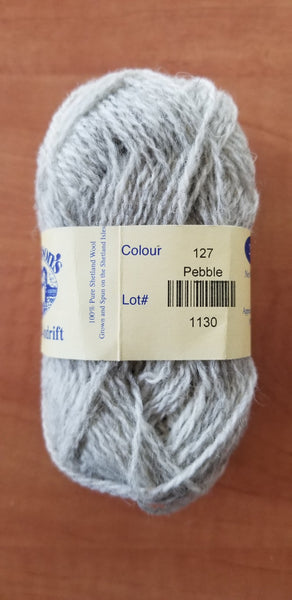 Colour 127
Pebble
Lot#
1130
100% Pure Shetland Wool
Grown and Spun on the Shetland Isles